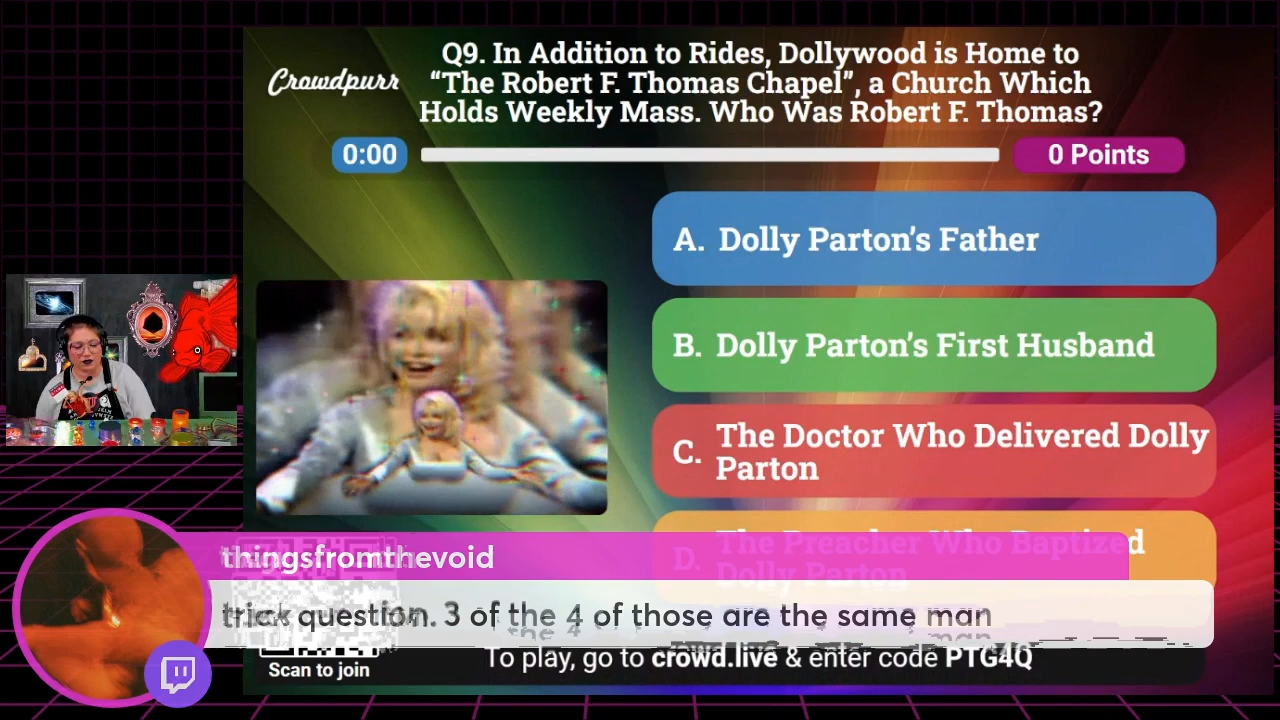 Crowdpurr
Q9. In Addition to Rides, Dollywood is Home to
“The Robert F. Thomas Chapel”, a Church Which
Holds Weekly Mass. Who Was Robert F. Thomas?
0:00
0 Points
A. Dolly Parton’s Father
B. Dolly Parton’s First Husband
C. The Doctor Who Delivered Dolly
Parton
D. The Preacher Who Baptized
Dolly Parton
thingsfromthevoid
trick question. 3 of the 4 of those are the same man
Scan to join
To play, go to crowd.live & enter code PTG4Q